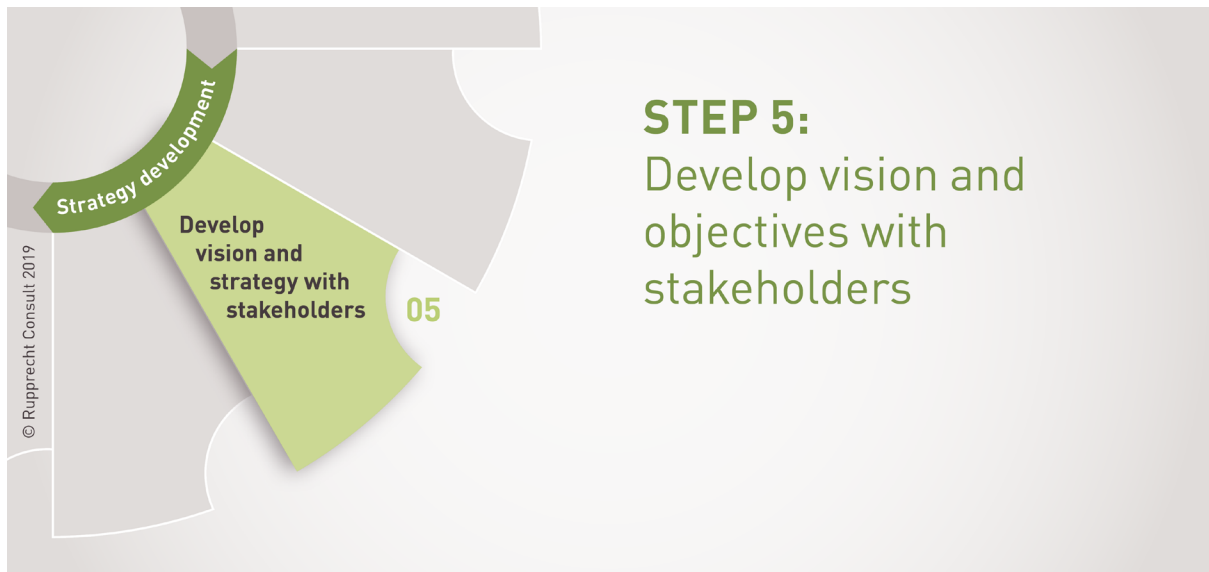 Strategy development
Develop
vision and
strategy with
stakeholders
05
© Rupprecht Consult 2019
STEP 5:
Develop vision and
objectives with
stakeholders